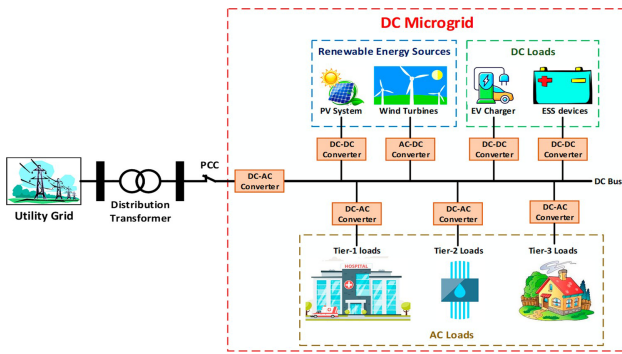 DC Microgrid
Renewable Energy Sources
DC Loads
PV System
Wind Turbines
EV Charger
ESS devices
DC-DC
Converter
AC-DC
Converter
DC-DC
Converter
DC-DC
Converter
PCC
DC-AC
Converter
DC Bus
Utility Grid
Distribution
Transformer
DC-AC
Converter
DC-AC
Converter
DC-AC
Converter
Tier-1 loads
Tier-2 Loads
Tier-3 Loads
HOSPITAL
AC Loads